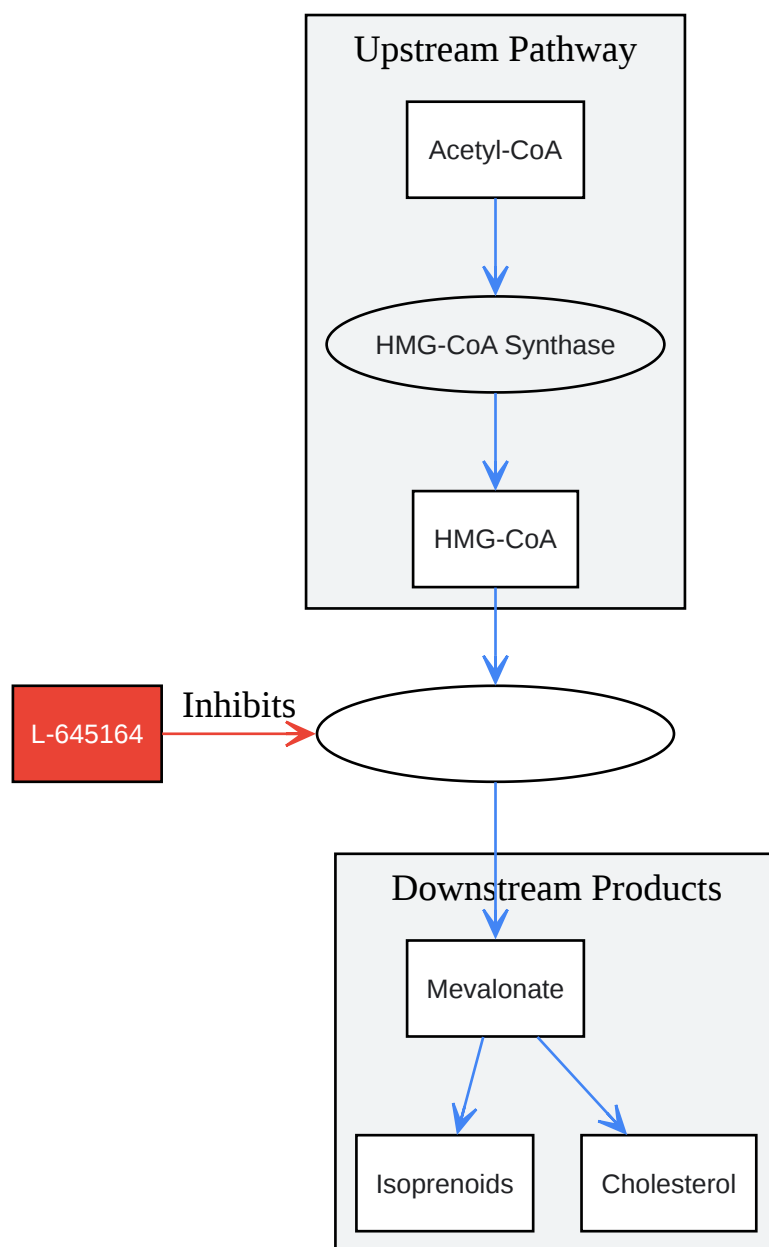 Upstream Pathway
Acetyl-CoA
HMG-CoA Synthase
HMG-CoA
Inhibits
L-645164
Downstream Products
Mevalonate
Isoprenoids
Cholesterol